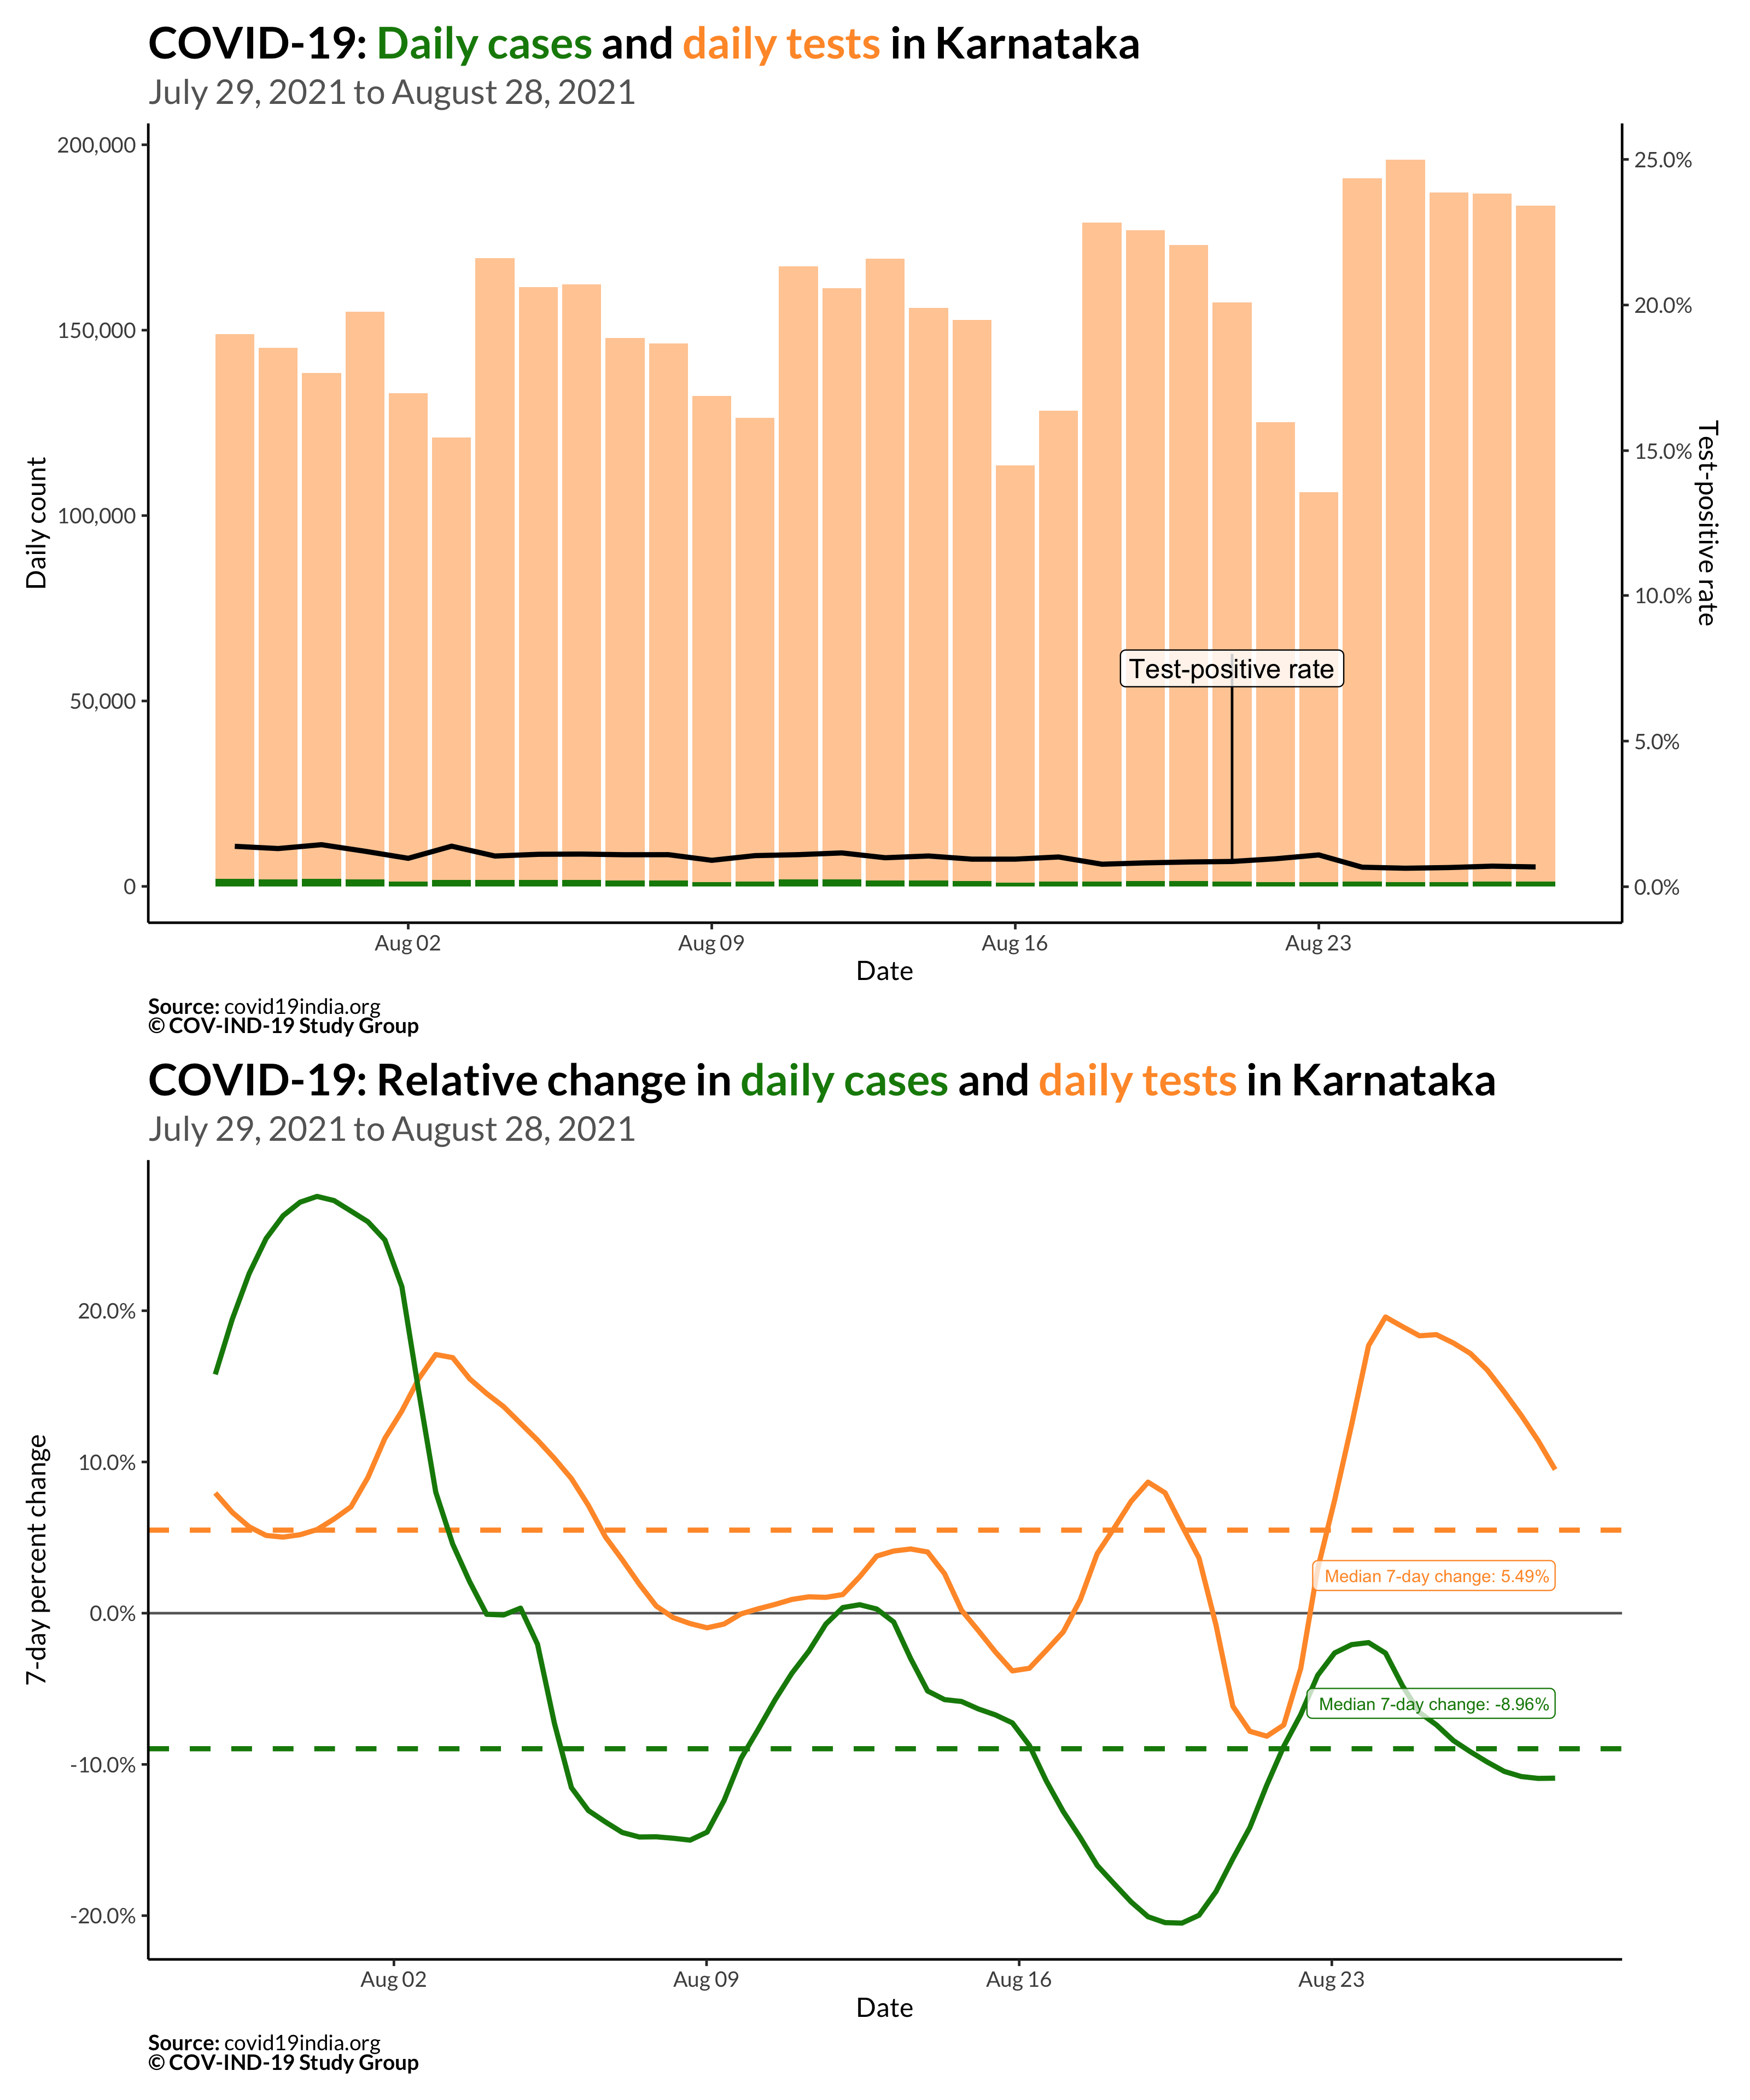 COVID-19: Daily cases and daily tests in Karnataka
July 29, 2021 to August 28, 2021
200,000
150,000
100,000
50,000
0
Daily count
25.0%
20.0%
15.0%
10.0%
5.0%
0.0%
Test-positive rate
Test-positive rate
Aug 02
Aug 09
Aug 16
Aug 23
Date
Source: covid19india.org
© COV-IND-19 Study Group
COVID-19: Relative change in daily cases and daily tests in Karnataka
July 29, 2021 to August 28, 2021
20.0%
10.0%
0.0%
-10.0%
-20.0%
7-day percent change
Median 7-day change: 5.49%
Median 7-day change: -8.96%
Aug 02
Aug 09
Aug 16
Aug 23
Date
Source: covid19india.org
© COV-IND-19 Study Group